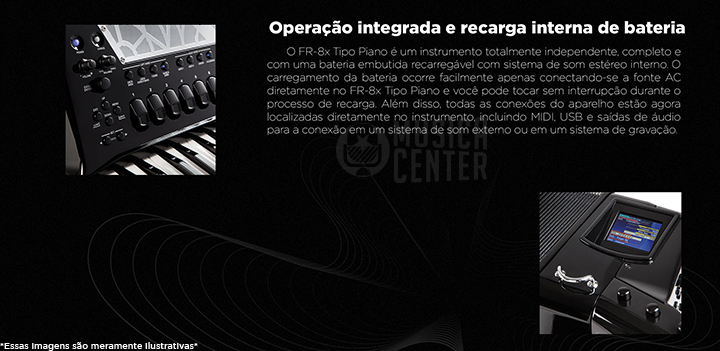 Operação integrada e recarga interna de bateria
O FR-8x Tipo Piano é um instrumento totalmente independente, completo e
com uma bateria embutida recarregável com sistema de som estéreo interno. O
carregamento da bateria ocorre facilmente apenas conectando-se a fonte AC
diretamente no FR-8x Tipo Piano e você pode tocar sem interrupção durante o
processo de recarga. Além disso, todas as conexões do aparelho estão agora
localizadas diretamente no instrumento, incluindo MIDI, USB e saídas de áudio
para a conexão em um sistema de som externo ou em um sistema de gravação.
MÚSICA
CENTER
*Essas imagens são meramente ilustrativas*